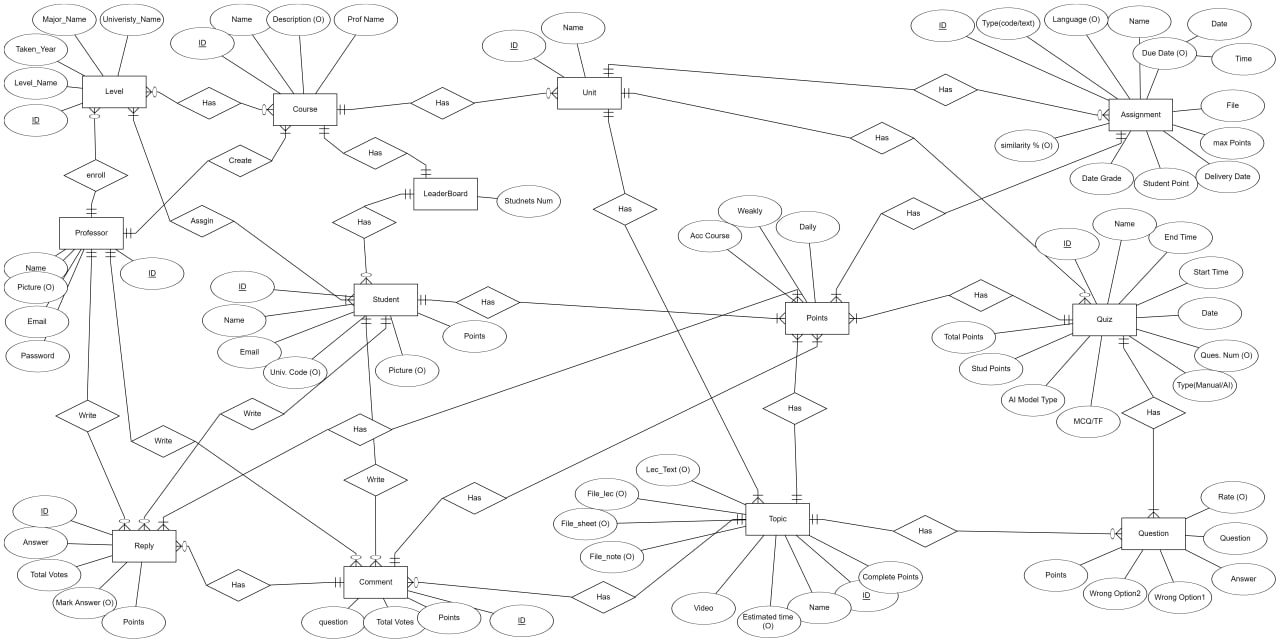 Major_Name
Univeristy_Name
Taken_Year
Level_Name
ID
Level
Has
Name
Description (O)
Prof Name
ID
Course
Has
ID
Name
Unit
Has
ID
Type(code/text)
Language (O)
Name
Date
Due Date (O)
Time
Assignment
File
max Points
similarity % (O)
Date Grade
Student Point
Delivery Date
Has
enroll
Create
Has
LeaderBoard
Studnets Num
Assgin
Has
Has
Has
Professor
Name
Picture (O)
Email
Password
ID
ID
Name
Email
Univ. Code (O)
Picture (O)
Points
Student
Has
Acc Course
Weakly
Daily
Points
Has
ID
Name
End Time
Start Time
Date
Quiz
Total Points
Stud Points
AI Model Type
MCQ/TF
Type(Manual/AI)
Ques. Num (O)
Has
Has
Write
Write
Write
Has
Write
Has
ID
Answer
Total Votes
Mark Answer (O)
Points
Reply
Has
Comment
question
Total Votes
Points
ID
Has
Lec_Text (O)
File_lec (O)
File_sheet (O)
File_note (O)
Topic
Video
Estimated time
(O)
Name
ID
Complete Points
Has
Rate (O)
Question
Question
Answer
Points
Wrong Option2
Wrong Option1